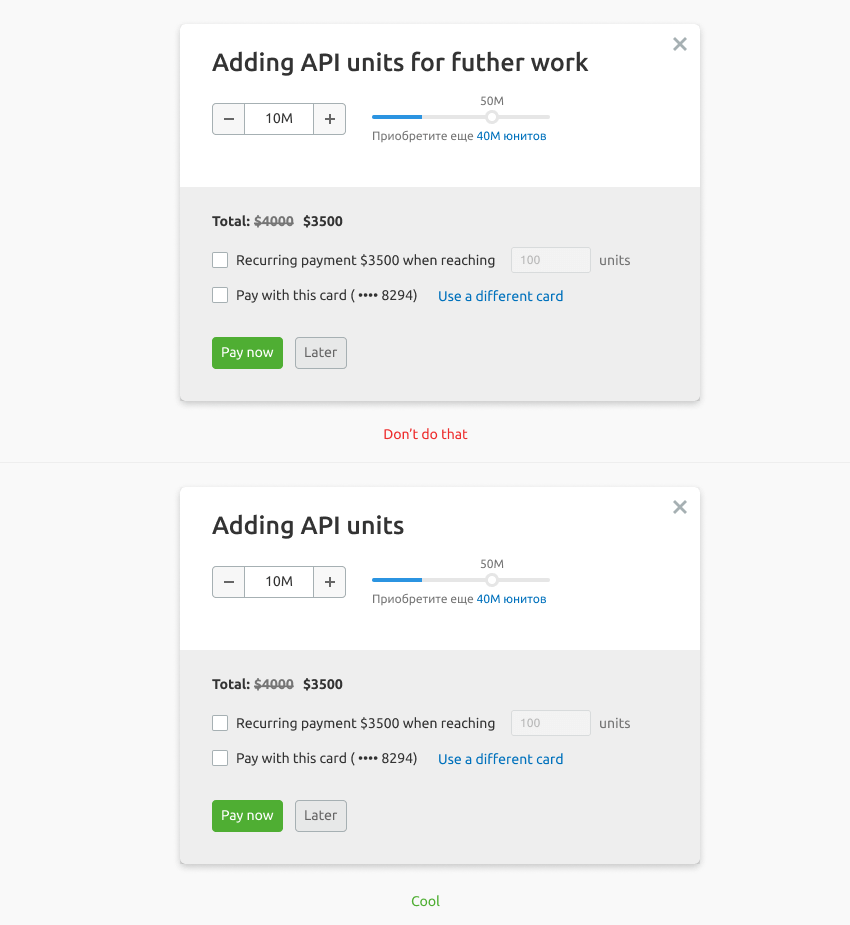 Adding API units for futher work
50M
10M
Приобретите еще 40M юнитов
Total: $4000 $3500
Recurring payment $3500 when reaching 100 units
Pay with this card ( •••• 8294) Use a different card
Pay now Later
Don’t do that
Adding API units
50M
10M
Приобретите еще 40M юнитов
Total: $4000 $3500
Recurring payment $3500 when reaching 100 units
Pay with this card ( •••• 8294) Use a different card
Pay now Later
Cool